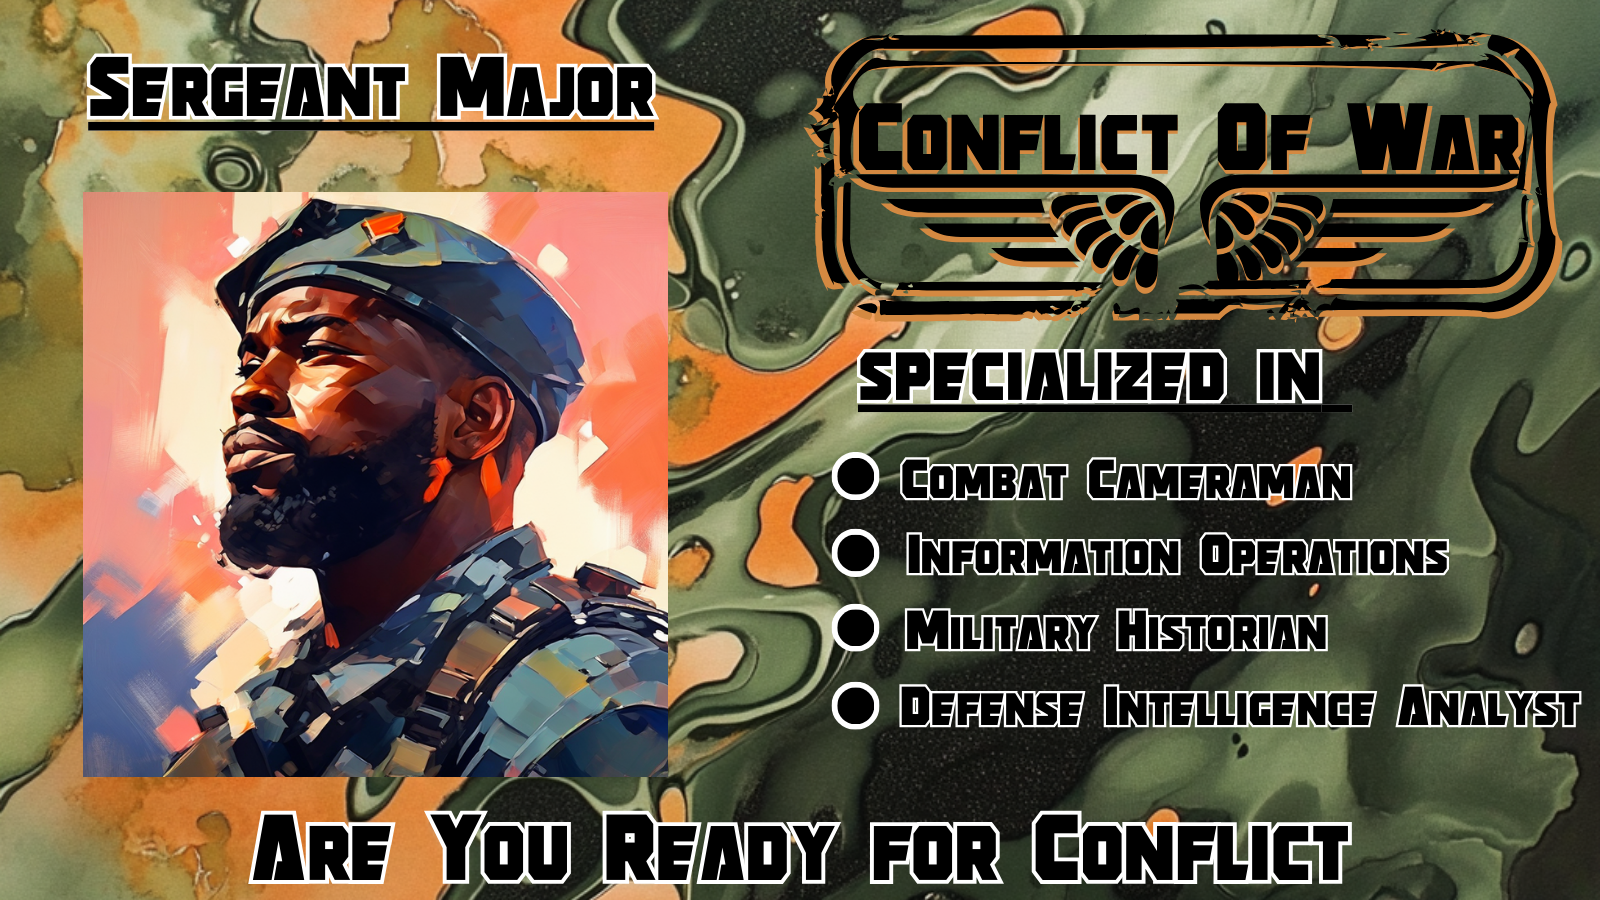 Sergeant Major
Conflict Of War
SPECIALIZED IN
Combat Cameraman
Information Operations
Military Historian
Defense Intelligence Analyst
Are You Ready for Conflict